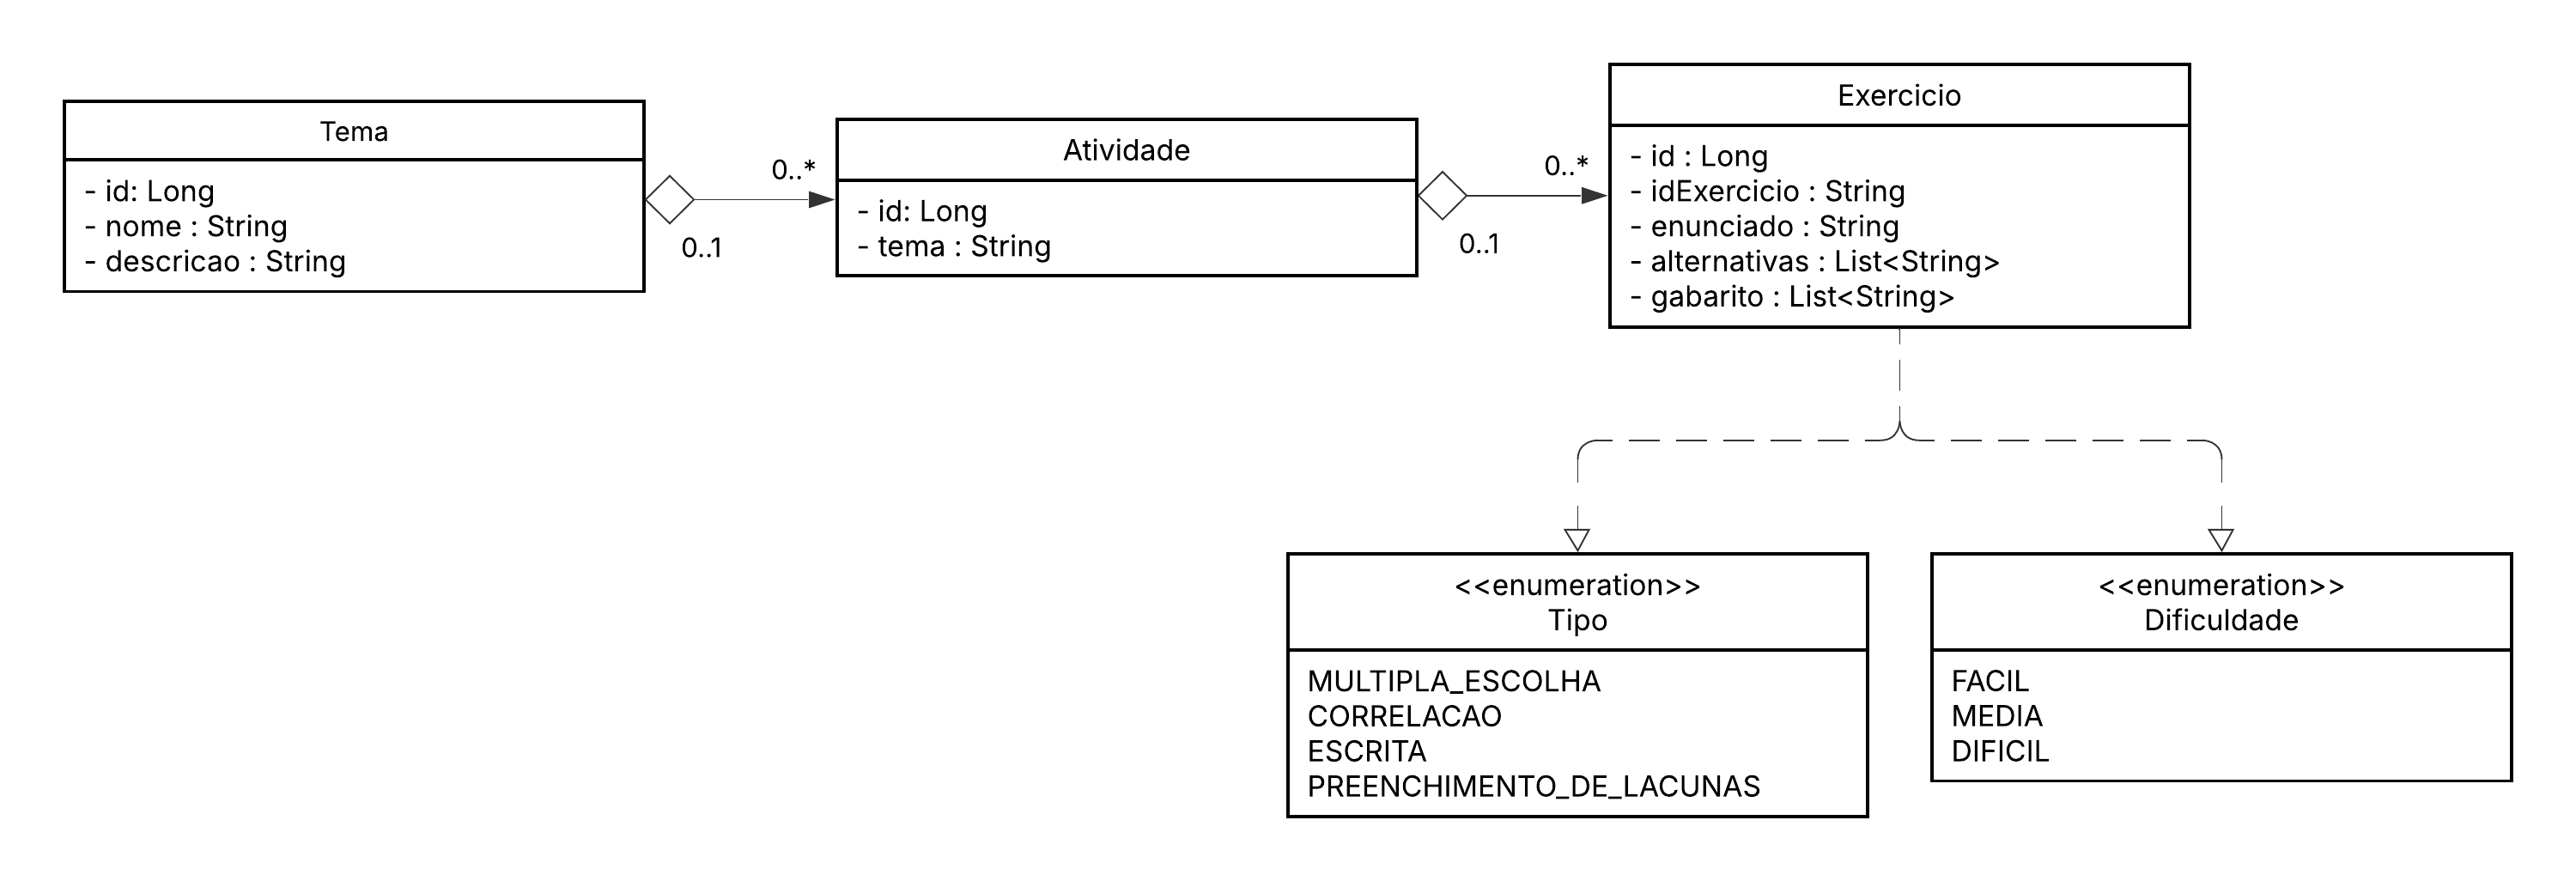 Tema
- id: Long
- nome : String
- descricao : String
0..*
0..1
Atividade
- id: Long
- tema : String
0..*
0..1
Exercicio
- id : Long
- idExercicio : String
- enunciado : String
- alternativas : List<String>
- gabarito : List<String>
<<enumeration>>
Tipo
MULTIPLA_ESCOLHA
CORRELACAO
ESCRITA
PREENCHIMENTO_DE_LACUNAS
<<enumeration>>
Dificuldade
FACIL
MEDIA
DIFICIL